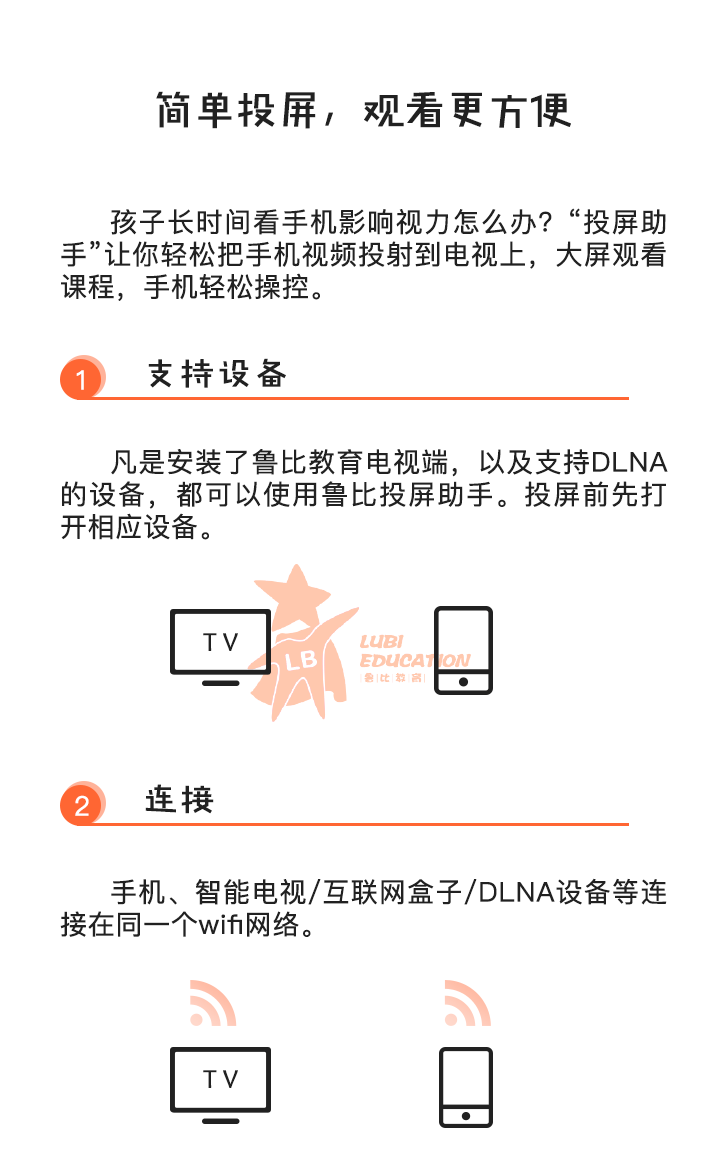 简单投屏，观看更方便
孩子长时间看手机影响视力怎么办？“投屏助
手”让你轻松把手机视频投射到电视上，大屏观看
课程，手机轻松操控。
1 支持设备
凡是安装了鲁比教育电视端，以及支持DLNA
的设备，都可以使用鲁比投屏助手。投屏前先打
开相应设备。
TV
LB
LUBI
EDUCATION
鲁比教育
2 连接
手机、智能电视/互联网盒子/DLNA设备等连
接在同一个wifi网络。
TV